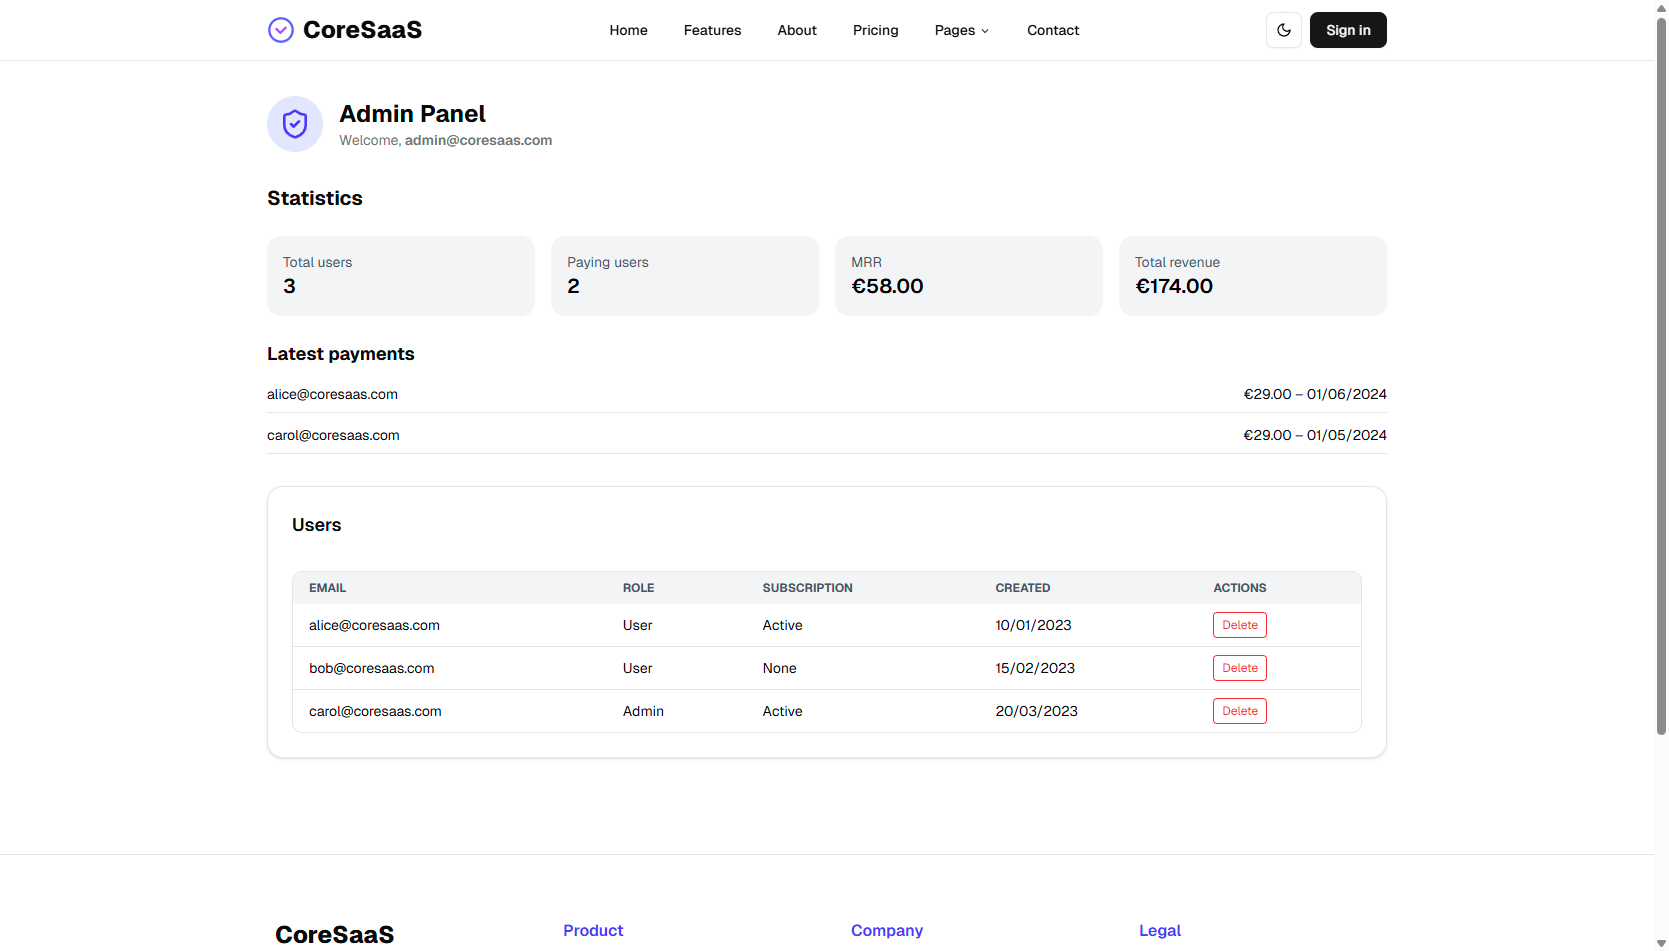 CoreSaaS
Home Features About Pricing Pages Contact
Sign in
Admin Panel
Welcome, admin@coresaas.com
Statistics
Total users
3
Paying users
2
MRR
€58.00
Total revenue
€174.00
Latest payments
alice@coresaas.com €29.00 – 01/06/2024
carol@coresaas.com €29.00 – 01/05/2024
Users
EMAIL ROLE SUBSCRIPTION CREATED ACTIONS
alice@coresaas.com User Active 10/01/2023 Delete
bob@coresaas.com User None 15/02/2023 Delete
carol@coresaas.com Admin Active 20/03/2023 Delete
CoreSaaS
Product
Company
Legal